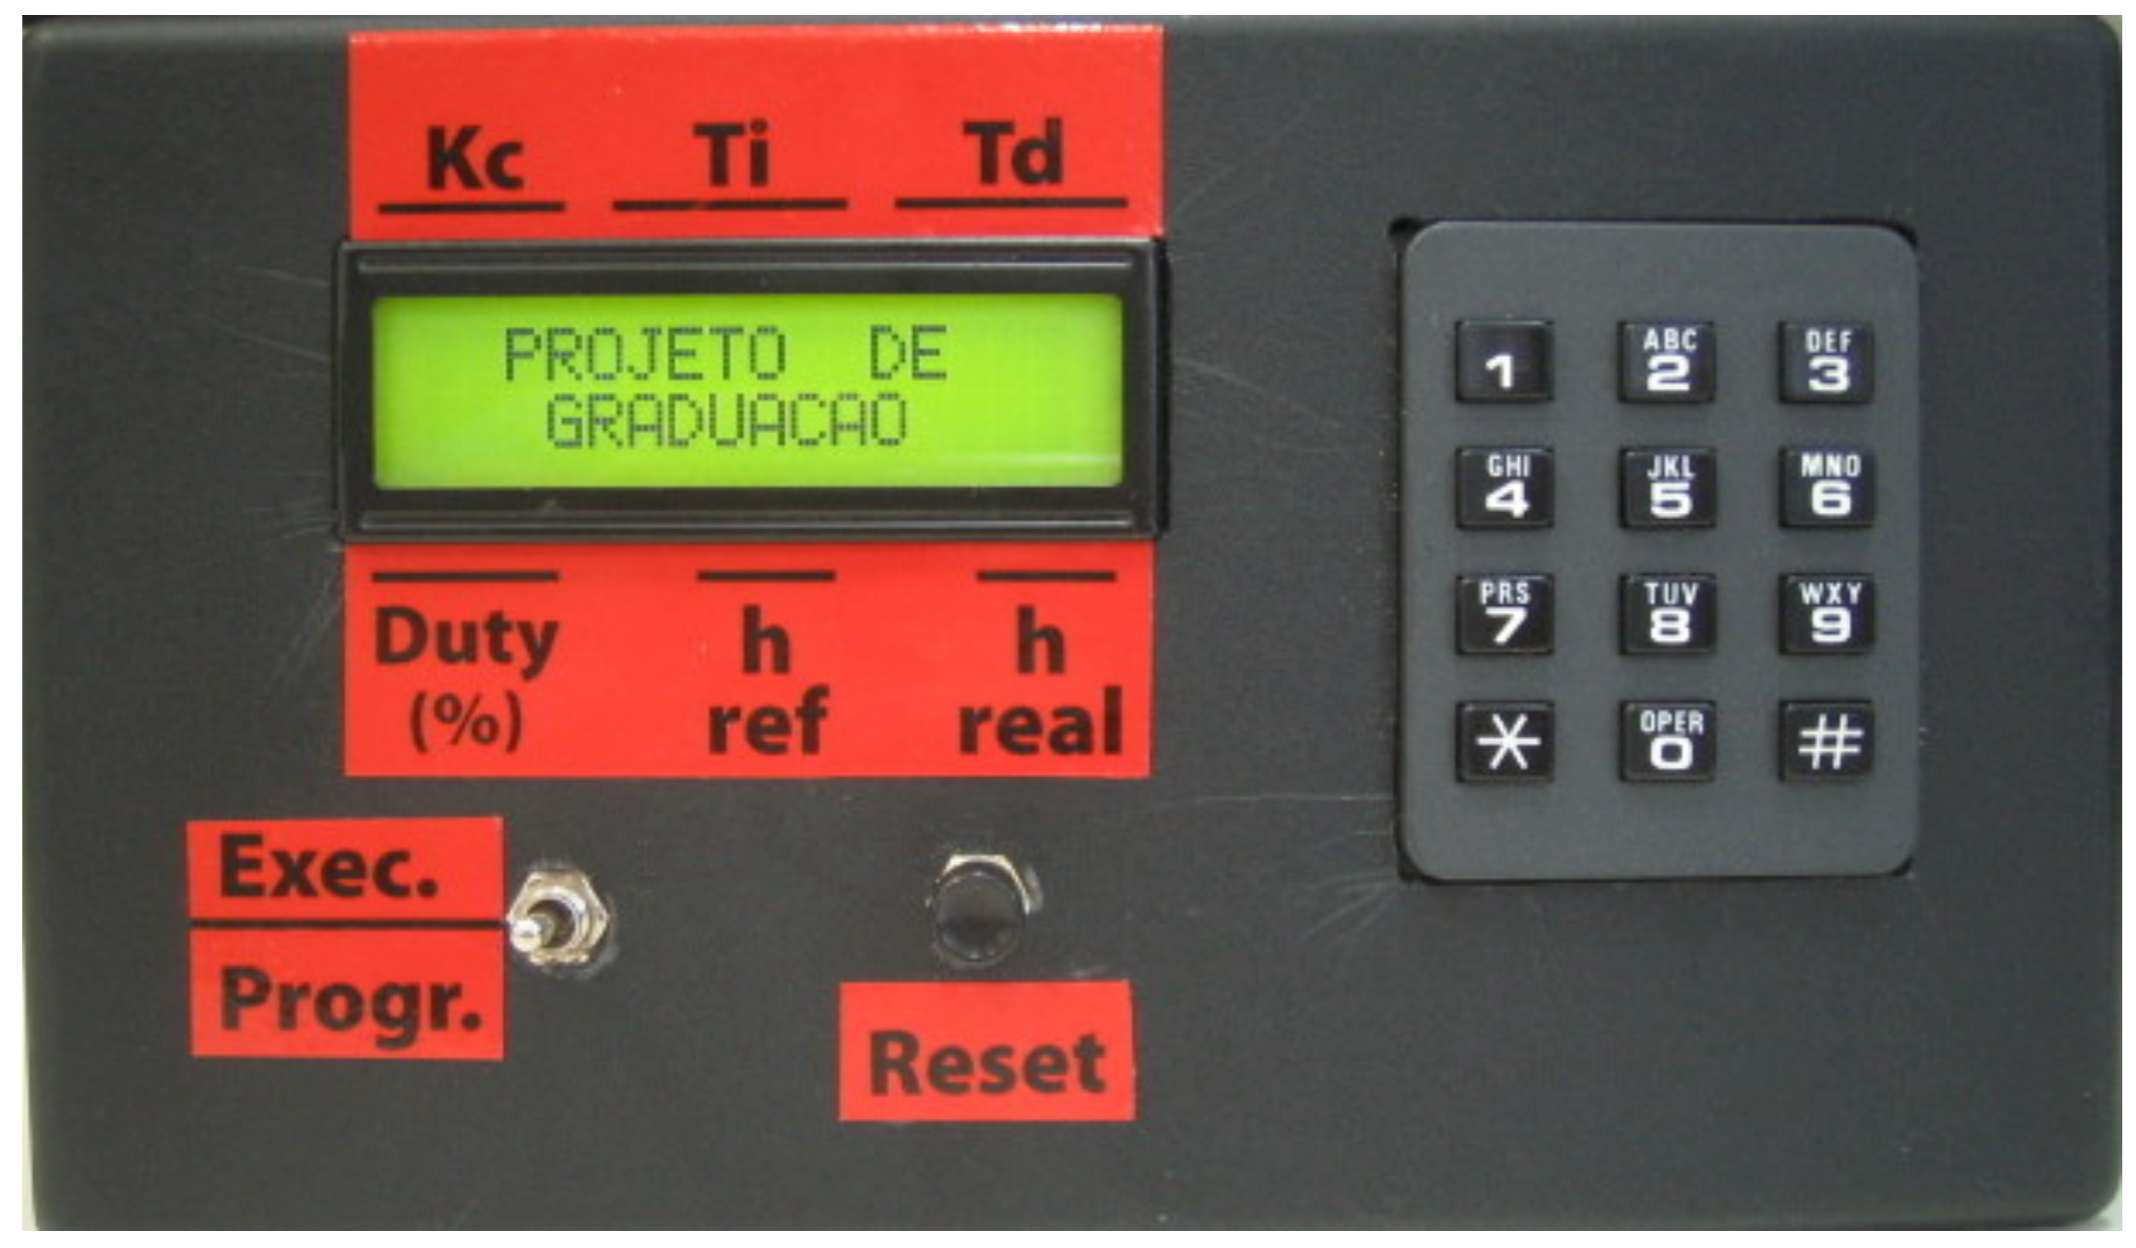 Kc Ti Td
PROJETO DE
GRADUACAO
Duty h h
(%) ref real
Exec.
Progr.
Reset
1 ABC DEF
2 3
GHI JKL MNO
4 5 6
PRS TUV WXY
7 8 9
* OPER #
0